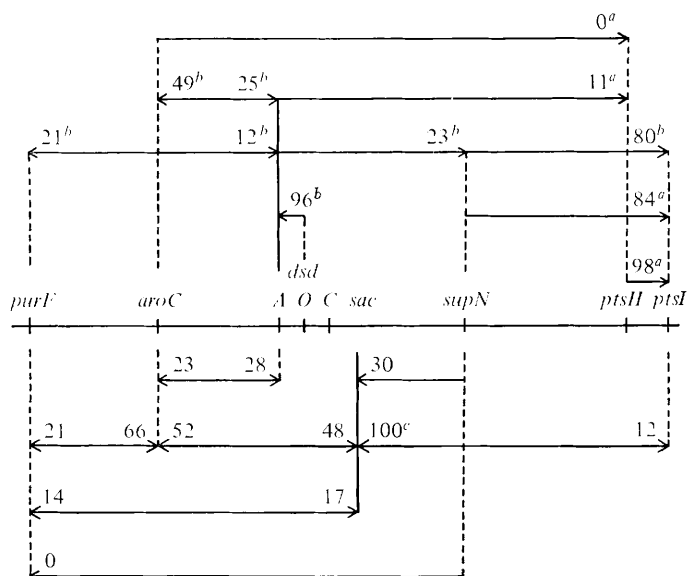 0ᵃ
49ᵇ 25ᵇ 11ᵃ
21ᵇ 12ᵇ 23ᵇ 80ᵇ
96ᵇ 84ᵃ
dsd 98ᵃ
purF aroC A O C sac supN ptsH ptsI
23 28 30
21 66 52 48 100ᶜ 12
14 17
0